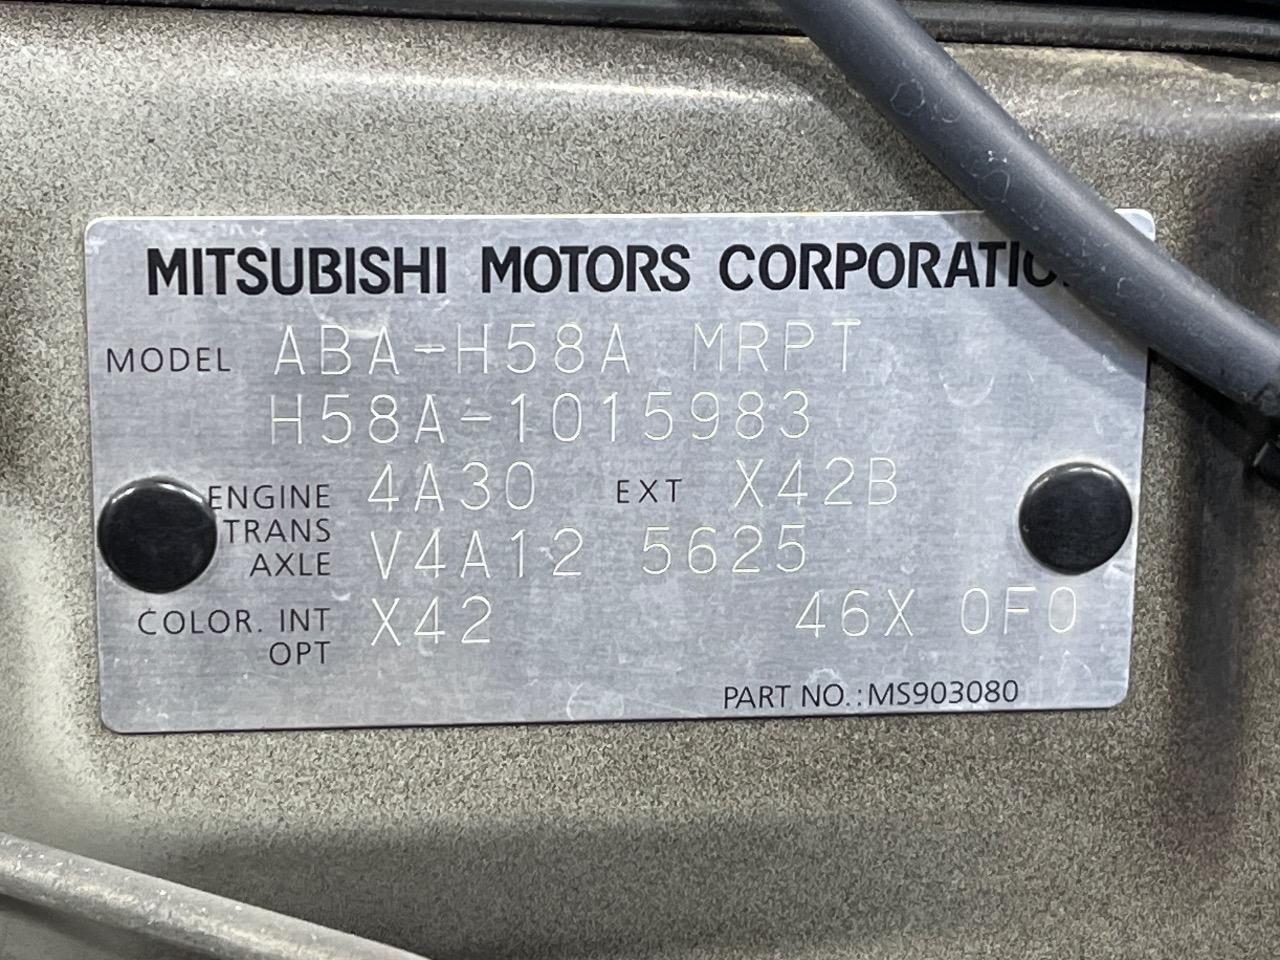 MITSUBISHI MOTORS
MODEL ABA-H58A MRPT
H58A-1015983
ENGINE 4A30 EXT X42B
TRANS
AXLE V4A12 5625
COLOR. INT X42 46X 0F0
OPT
PART NO.: MS903080